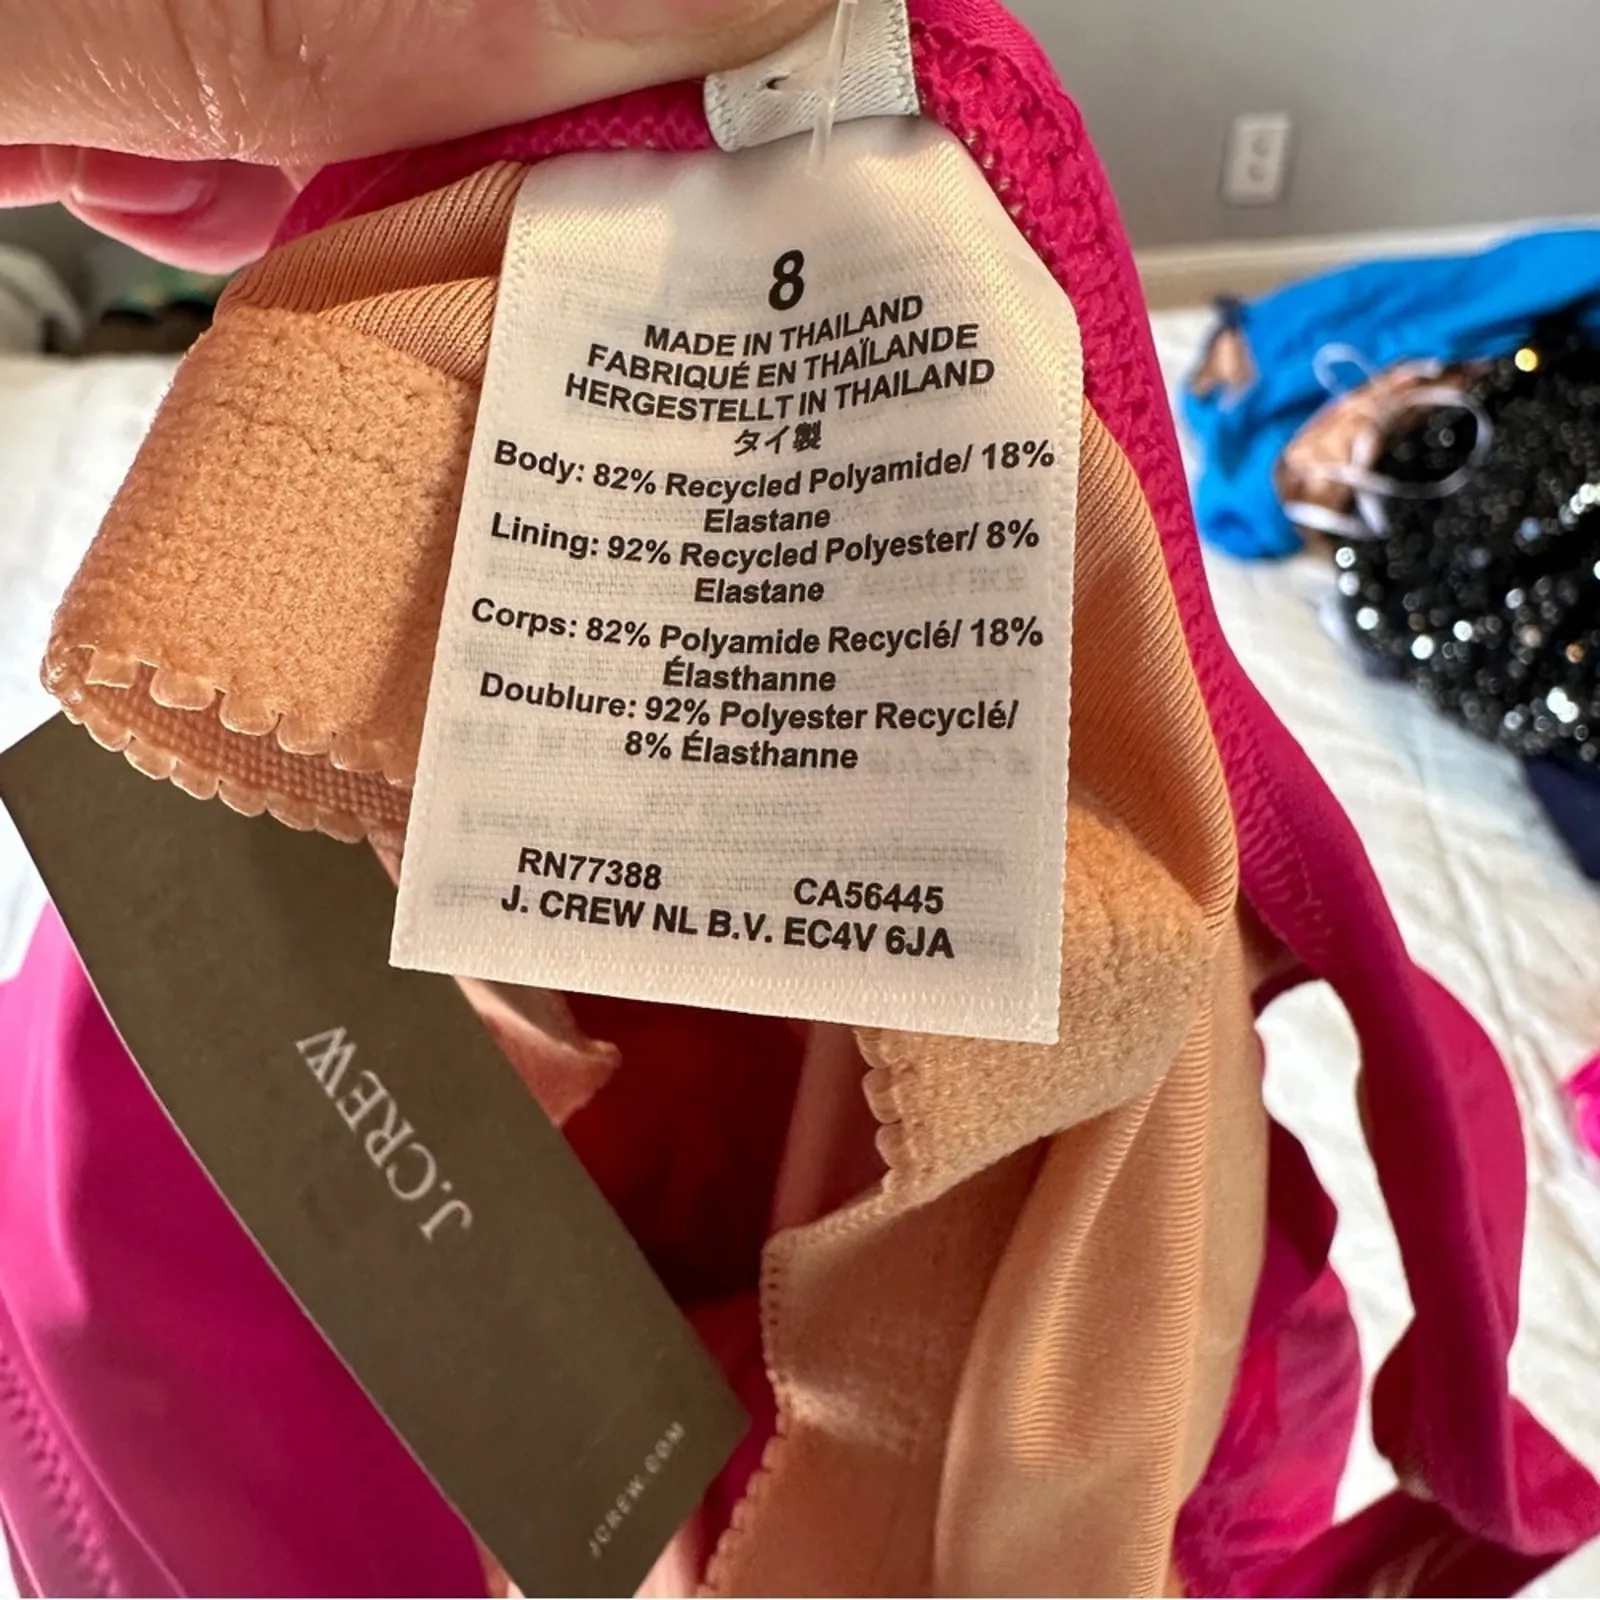 8
MADE IN THAILAND
FABRIQUÉ EN THAÏLANDE
HERGESTELLT IN THAILAND
タイ製
Body: 82% Recycled Polyamide/ 18%
Elastane
Lining: 92% Recycled Polyester/ 8%
Elastane
Corps: 82% Polyamide Recyclé/ 18%
Élasthanne
Doublure: 92% Polyester Recyclé/
8% Élasthanne
RN77388 CA56445
J. CREW NL B.V. EC4V 6JA
J.CREW
JCREW.COM